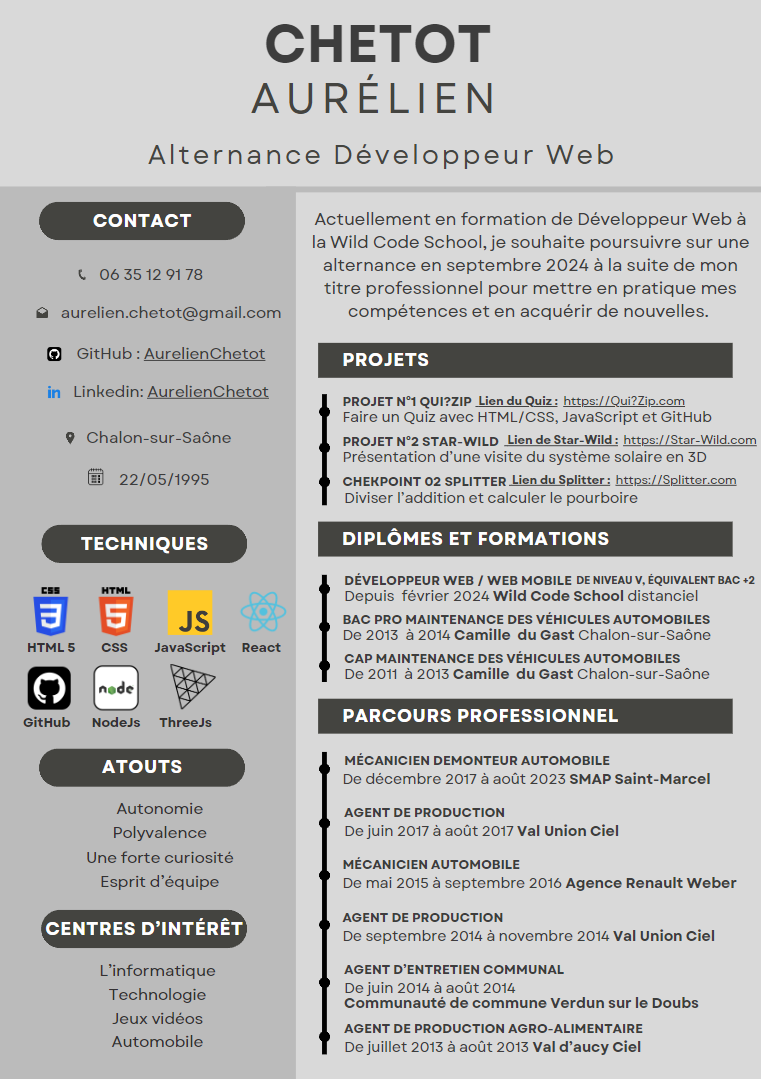 CHETOT
AURÉLIEN
Alternance Développeur Web
CONTACT
06 35 12 91 78
aurelien.chetot@gmail.com
GitHub : AurelienChetot
in Linkedin: AurelienChetot
Chalon-sur-Saône
22/05/1995
TECHNIQUES
CSS HTML
JS
HTML 5 CSS JavaScript React
node
GitHub NodeJs ThreeJs
ATOUTS
Autonomie
Polyvalence
Une forte curiosité
Esprit d'équipe
CENTRES D'INTÉRÊT
L'informatique
Technologie
Jeux vidéos
Automobile
Actuellement en formation de Développeur Web à
la Wild Code School, je souhaite poursuivre sur une
alternance en septembre 2024 à la suite de mon
titre professionnel pour mettre en pratique mes
compétences et en acquérir de nouvelles.
PROJETS
PROJET N°1 QUI?ZIP Lien du Quiz : https://Qui?Zip.com
Faire un Quiz avec HTML/CSS, JavaScript et GitHub
PROJET N°2 STAR-WILD Lien de Star-Wild : https://Star-Wild.com
Présentation d'une visite du système solaire en 3D
CHEKPOINT 02 SPLITTER Lien du Splitter : https://Splitter.com
Diviser l'addition et calculer le pourboire
DIPLÔMES ET FORMATIONS
DÉVELOPPEUR WEB / WEB MOBILE DE NIVEAU V, ÉQUIVALENT BAC +2
Depuis février 2024 Wild Code School distanciel
BAC PRO MAINTENANCE DES VÉHICULES AUTOMOBILES
De 2013 à 2014 Camille du Gast Chalon-sur-Saône
CAP MAINTENANCE DES VÉHICULES AUTOMOBILES
De 2011 à 2013 Camille du Gast Chalon-sur-Saône
PARCOURS PROFESSIONNEL
MÉCANICIEN DEMONTEUR AUTOMOBILE
De décembre 2017 à août 2023 SMAP Saint-Marcel
AGENT DE PRODUCTION
De juin 2017 à août 2017 Val Union Ciel
MÉCANICIEN AUTOMOBILE
De mai 2015 à septembre 2016 Agence Renault Weber
AGENT DE PRODUCTION
De septembre 2014 à novembre 2014 Val Union Ciel
AGENT D'ENTRETIEN COMMUNAL
De juin 2014 à août 2014
Communauté de commune Verdun sur le Doubs
AGENT DE PRODUCTION AGRO-ALIMENTAIRE
De juillet 2013 à août 2013 Val d'aucy Ciel